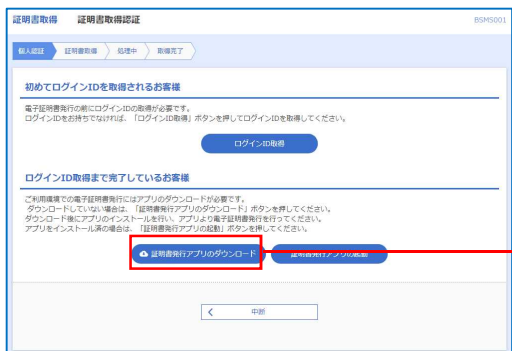 証明書取得 証明書取得認証
BSMS001
個人認証 証明書取得 処理中 取得完了
初めてログインIDを取得されるお客様
電子証明書発行の前にログインIDの取得が必要です。
ログインIDをお持ちでなければ、「ログインID取得」ボタンを押してログインIDを取得してください。
ログインID取得
ログインID取得まで完了しているお客様
ご利用環境での電子証明書発行にはアプリのダウンロードが必要です。
ダウンロードしていない場合は、「証明書発行アプリのダウンロード」ボタンを押してください。
ダウンロード後にアプリのインストールを行い、アプリより電子証明書発行を行ってください。
アプリをインストール済の場合は、「証明書発行アプリの起動」ボタンを押してください。
証明書発行アプリのダウンロード 証明書発行アプリの起動
中断